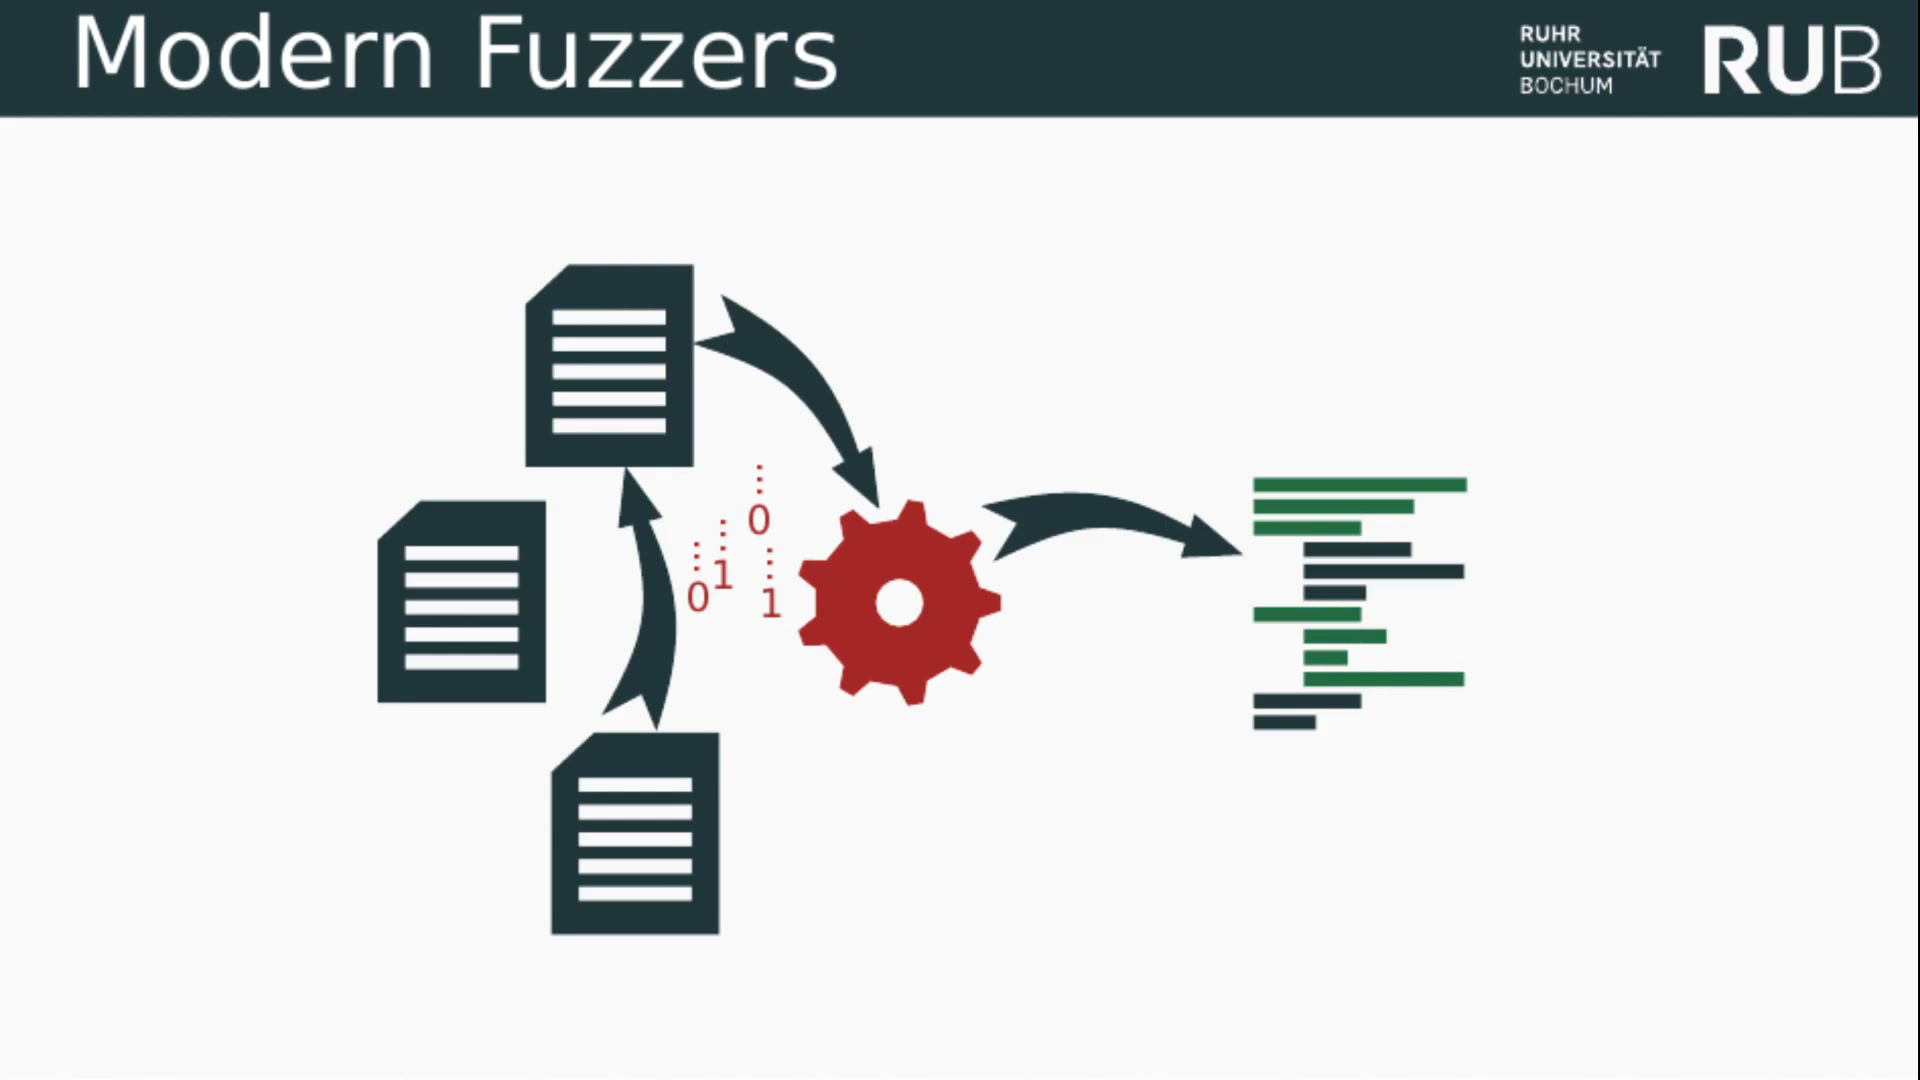 Modern Fuzzers
RUHR
UNIVERSITÄT
BOCHUM
RUB
0
1
0
1